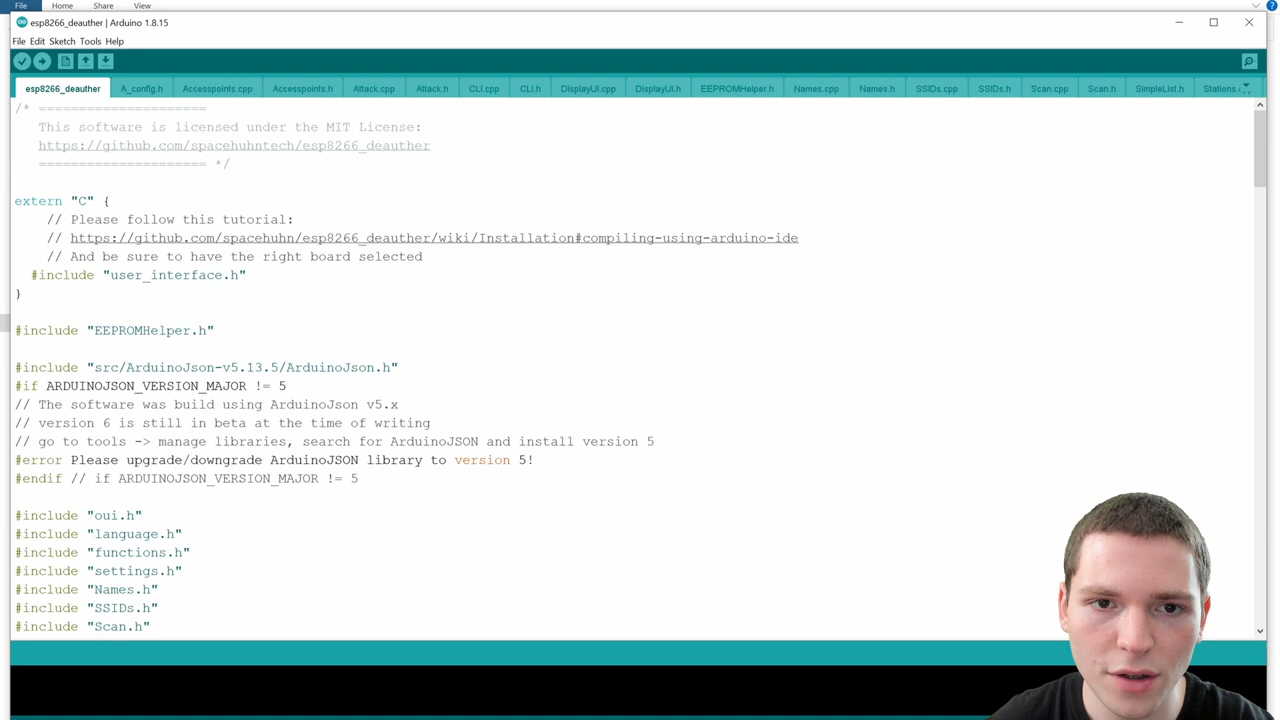 File Home Share View
esp8266_deauther | Arduino 1.8.15
File Edit Sketch Tools Help
esp8266_deauther A_config.h Accesspoints.cpp Accesspoints.h Attack.cpp Attack.h CLI.cpp CLI.h DisplayUI.cpp DisplayUI.h EEPROMHelper.h Names.cpp Names.h SSIDs.cpp SSIDs.h Scan.cpp Scan.h SimpleList.h Stations.
/* =====================
This software is licensed under the MIT License:
https://github.com/spacehuhntech/esp8266_deauther
===================== */
extern "C" {
// Please follow this tutorial:
// https://github.com/spacehuhn/esp8266_deauther/wiki/Installation#compiling-using-arduino-ide
// And be sure to have the right board selected
#include "user_interface.h"
}
#include "EEPROMHelper.h"
#include "src/ArduinoJson-v5.13.5/ArduinoJson.h"
#if ARDUINOJSON_VERSION_MAJOR != 5
// The software was build using ArduinoJson v5.x
// version 6 is still in beta at the time of writing
// go to tools -> manage libraries, search for ArduinoJSON and install version 5
#error Please upgrade/downgrade ArduinoJSON library to version 5!
#endif // if ARDUINOJSON_VERSION_MAJOR != 5
#include "oui.h"
#include "language.h"
#include "functions.h"
#include "settings.h"
#include "Names.h"
#include "SSIDs.h"
#include "Scan.h"